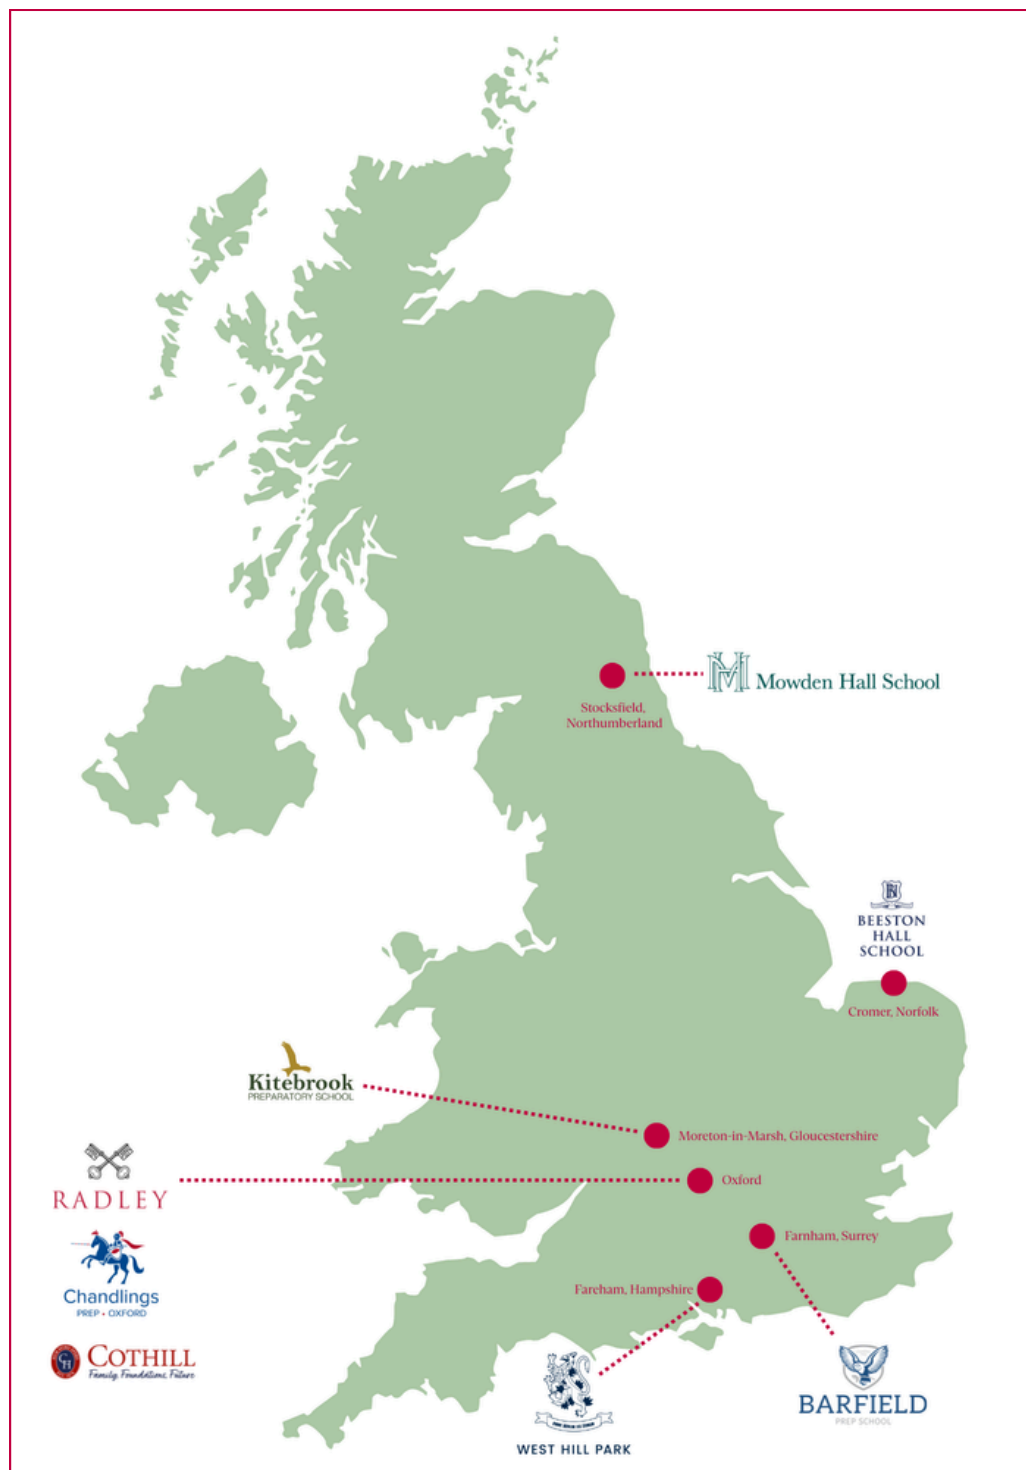 Mowden Hall School
Stocksfield,
Northumberland
BEESTON
HALL
SCHOOL
Cromer, Norfolk
Kitebrook
PREPARATORY SCHOOL
Moreton-in-Marsh, Gloucestershire
RADLEY
Oxford
Chandlings
PREP • OXFORD
Farnham, Surrey
Fareham, Hampshire
CH
COTHILL
Family, Foundations, Future
BARFIELD
PREP SCHOOL
WEST HILL PARK